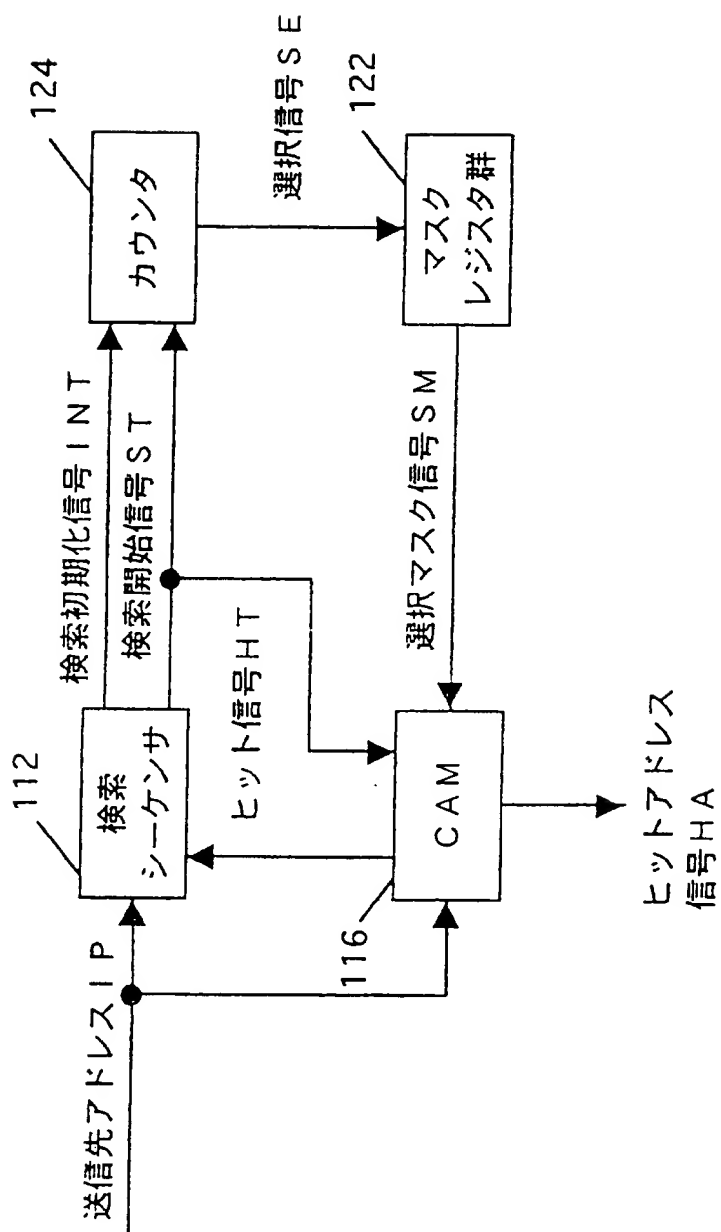 送信先アドレスIP
112
検索
シーケンサ
検索初期化信号INT
検索開始信号ST
124
カウンタ
選択信号SE
ヒット信号HT
116
CAM
選択マスク信号SM
122
マスク
レジスタ群
ヒットアドレス
信号HA